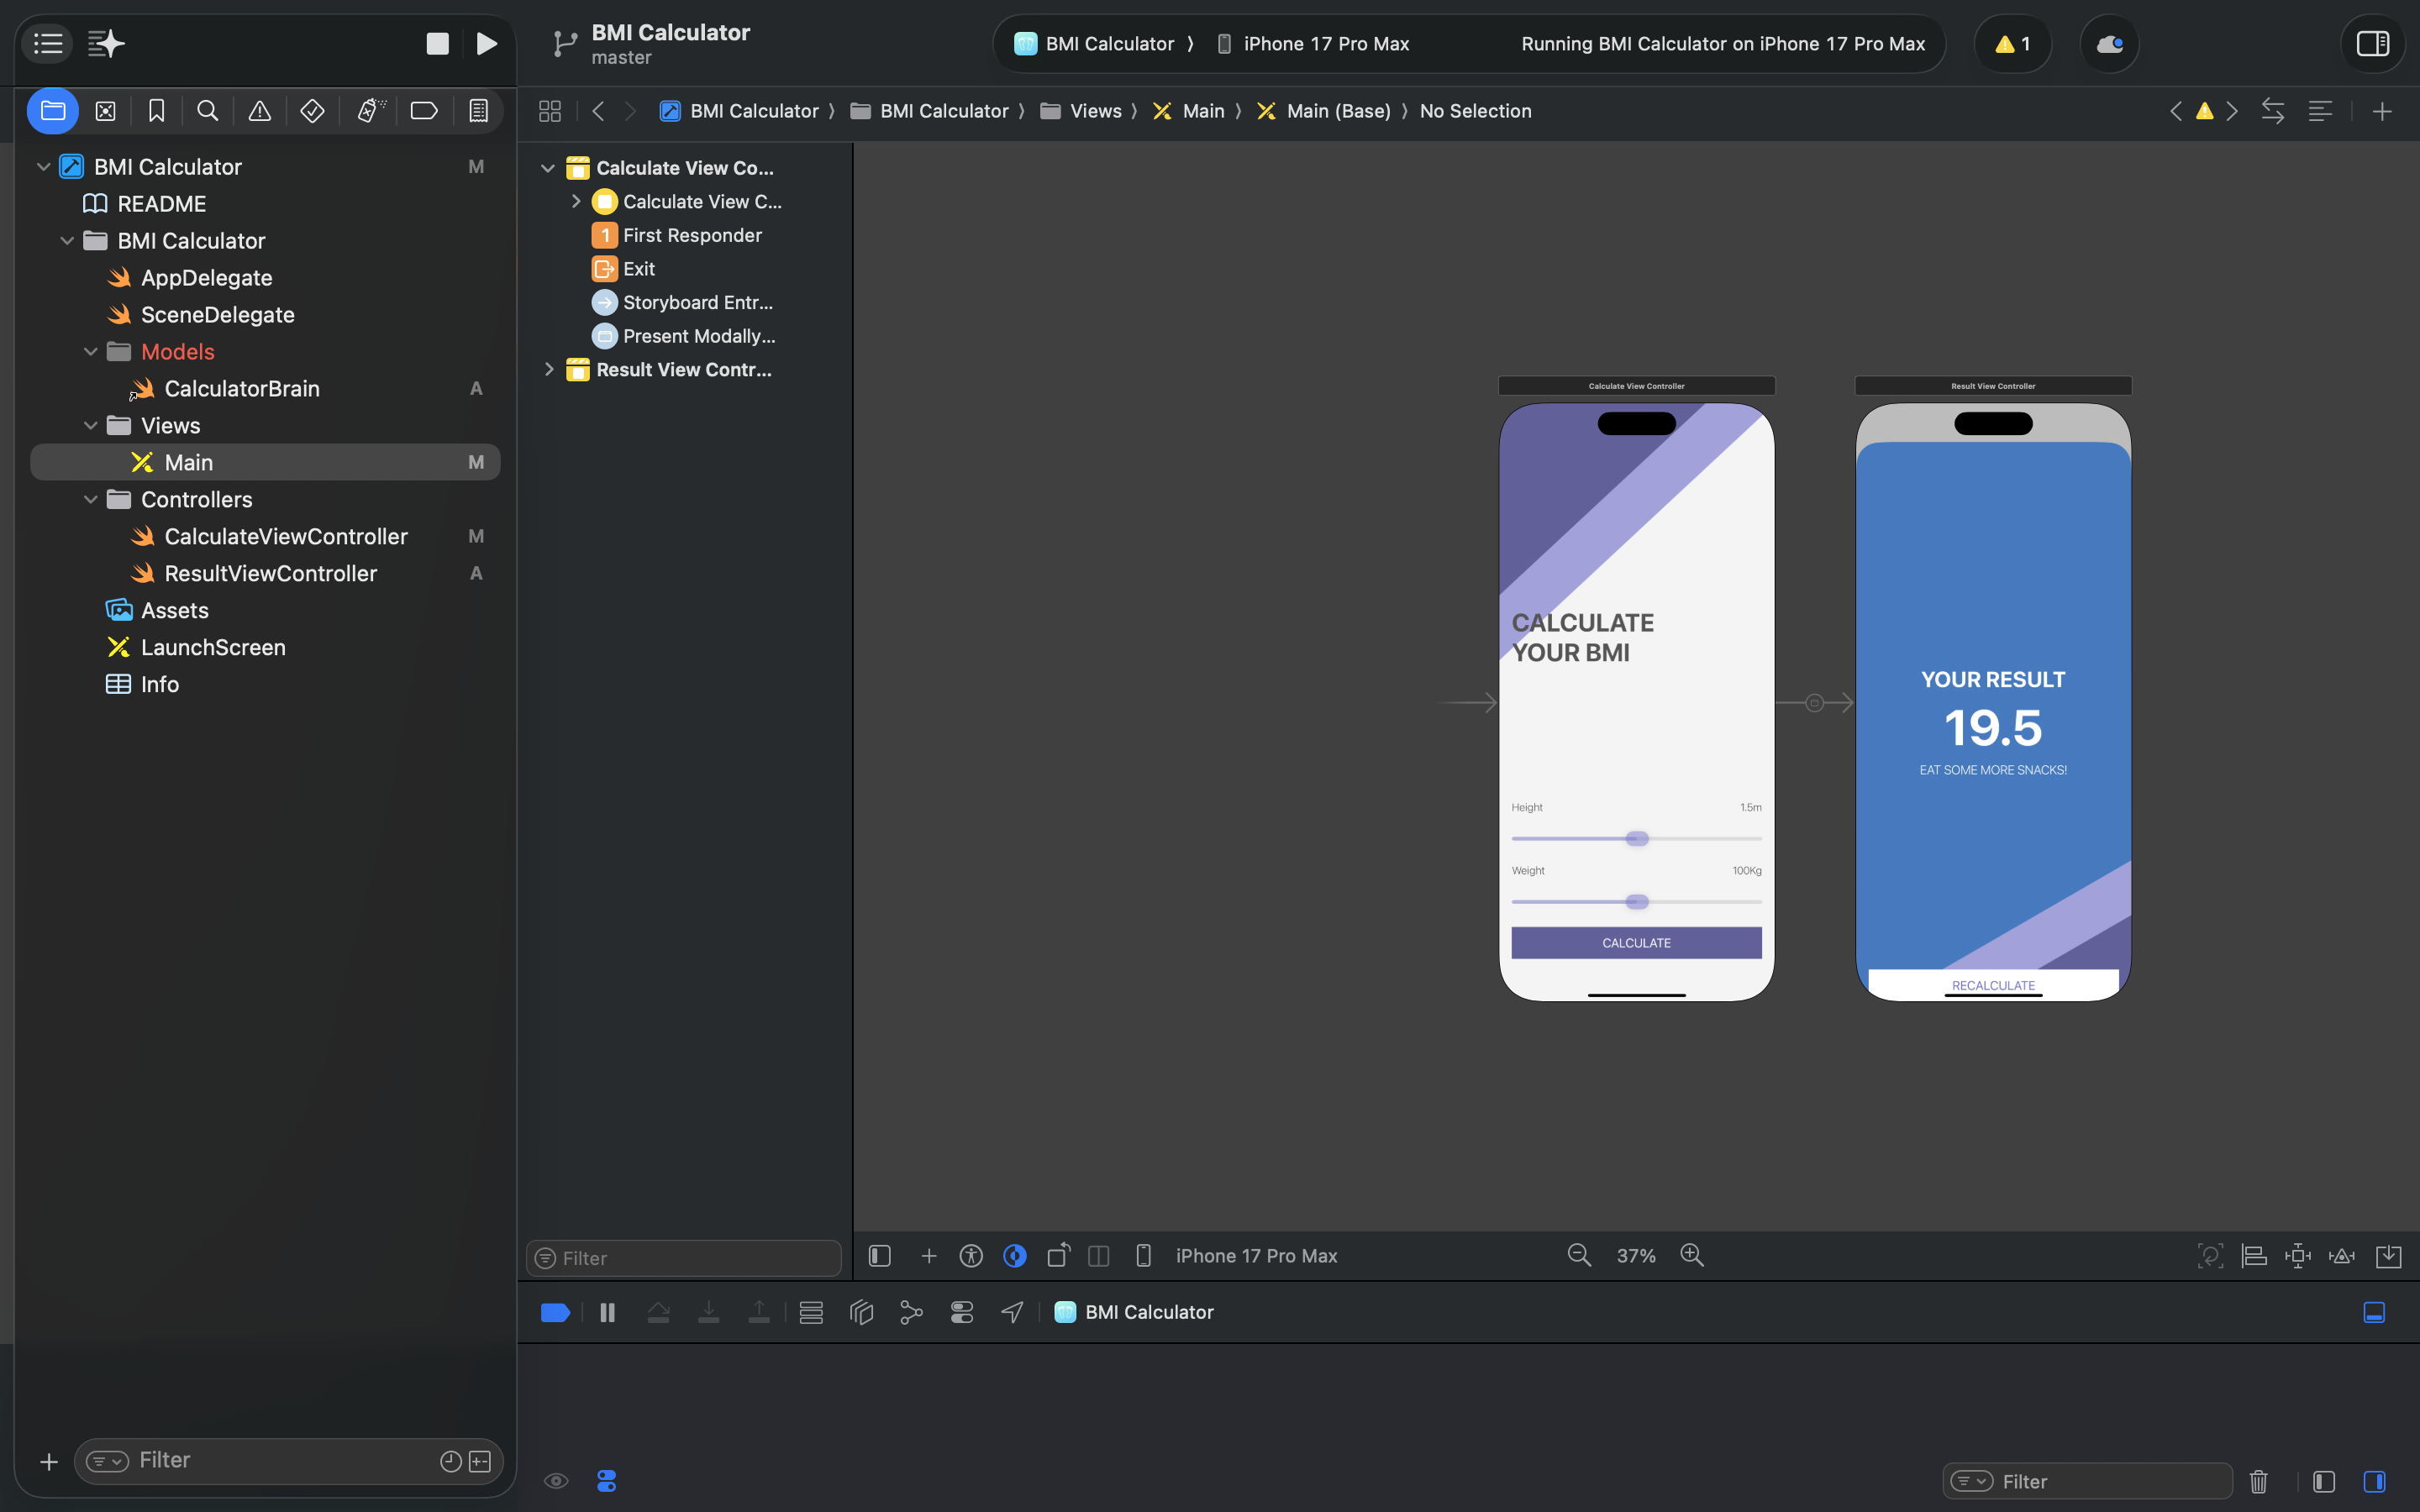 BMI Calculator
master
BMI Calculator
iPhone 17 Pro Max
Running BMI Calculator on iPhone 17 Pro Max
1
BMI Calculator
BMI Calculator
Views
Main
Main (Base)
No Selection
BMI Calculator M
README
BMI Calculator
AppDelegate
SceneDelegate
Models
CalculatorBrain A
Views
Main M
Controllers
CalculateViewController M
ResultViewController A
Assets
LaunchScreen
Info
Filter
Calculate View Co...
Calculate View C...
1 First Responder
Exit
Storyboard Entr...
Present Modally...
Result View Contr...
Filter
Calculate View Controller
CALCULATE
YOUR BMI
Height 1.5m
Weight 100Kg
CALCULATE
Result View Controller
YOUR RESULT
19.5
EAT SOME MORE SNACKS!
RECALCULATE
iPhone 17 Pro Max
37%
BMI Calculator
Filter